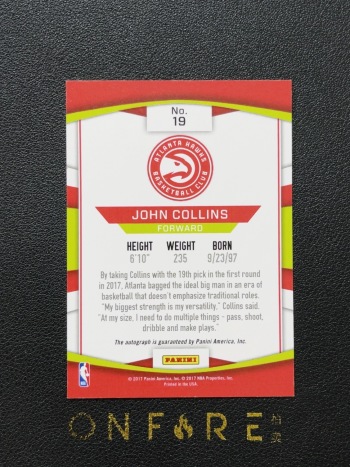 No.
19
ATLANTA HAWKS
BASKETBALL CLUB
JOHN COLLINS
FORWARD
HEIGHT WEIGHT BORN
6'10" 235 9/23/97
By taking Collins with the 19th pick in the first round
in 2017, Atlanta bagged the ideal big man in an era of
basketball that doesn't emphasize traditional roles.
"My biggest strength is my versatility," Collins said.
"At my size, I need to do multiple things - pass, shoot,
dribble and make plays."
The autograph is guaranteed by Panini America, Inc.
PANINI
NBA
© 2017 Panini America, Inc. © 2017 NBA Properties, Inc.
Printed in the USA.
ONFIRE